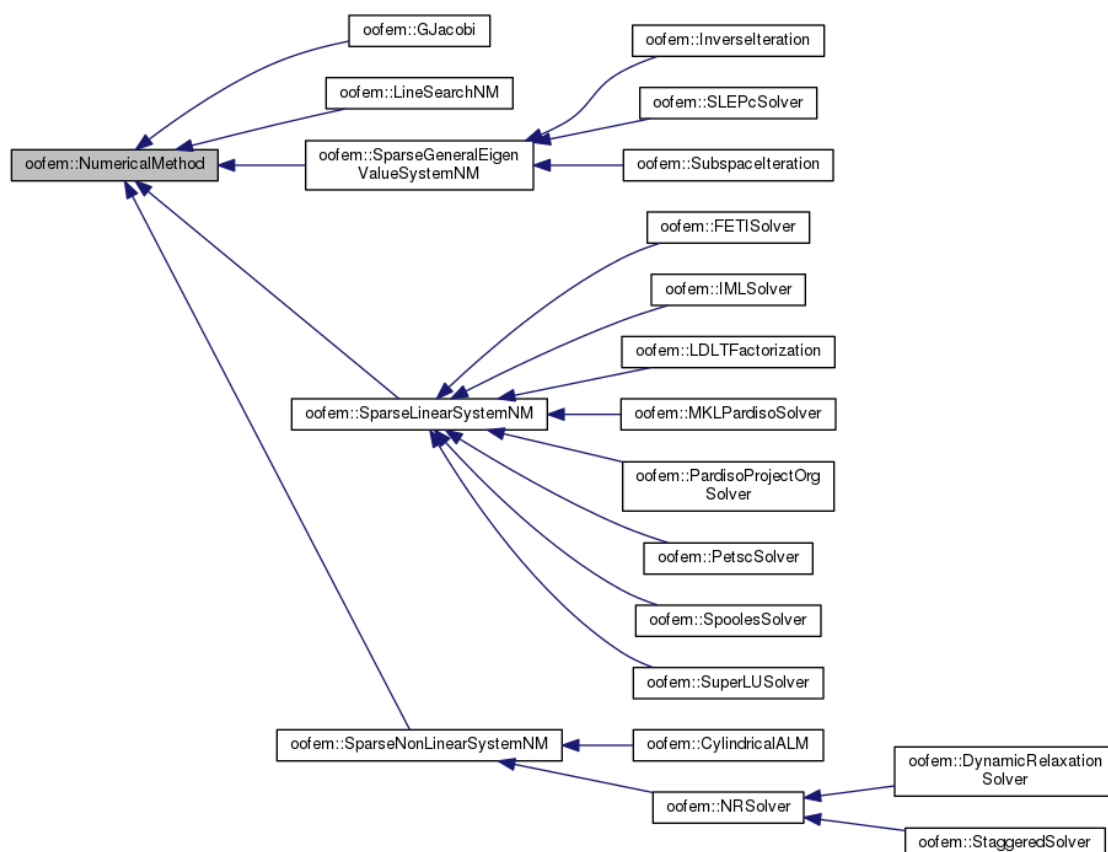 oofem::GJacobi
oofem::InverseIteration
oofem::LineSearchNM
oofem::SLEPcSolver
oofem::NumericalMethod
oofem::SparseGeneralEigen
ValueSystemNM
oofem::SubspaceIteration
oofem::FETISolver
oofem::IMLSolver
oofem::LDLTFactorization
oofem::SparseLinearSystemNM
oofem::MKLPardisoSolver
oofem::PardisoProjectOrg
Solver
oofem::PetscSolver
oofem::SpoolesSolver
oofem::SuperLUSolver
oofem::SparseNonLinearSystemNM
oofem::CylindricalALM
oofem::DynamicRelaxation
Solver
oofem::NRSolver
oofem::StaggeredSolver